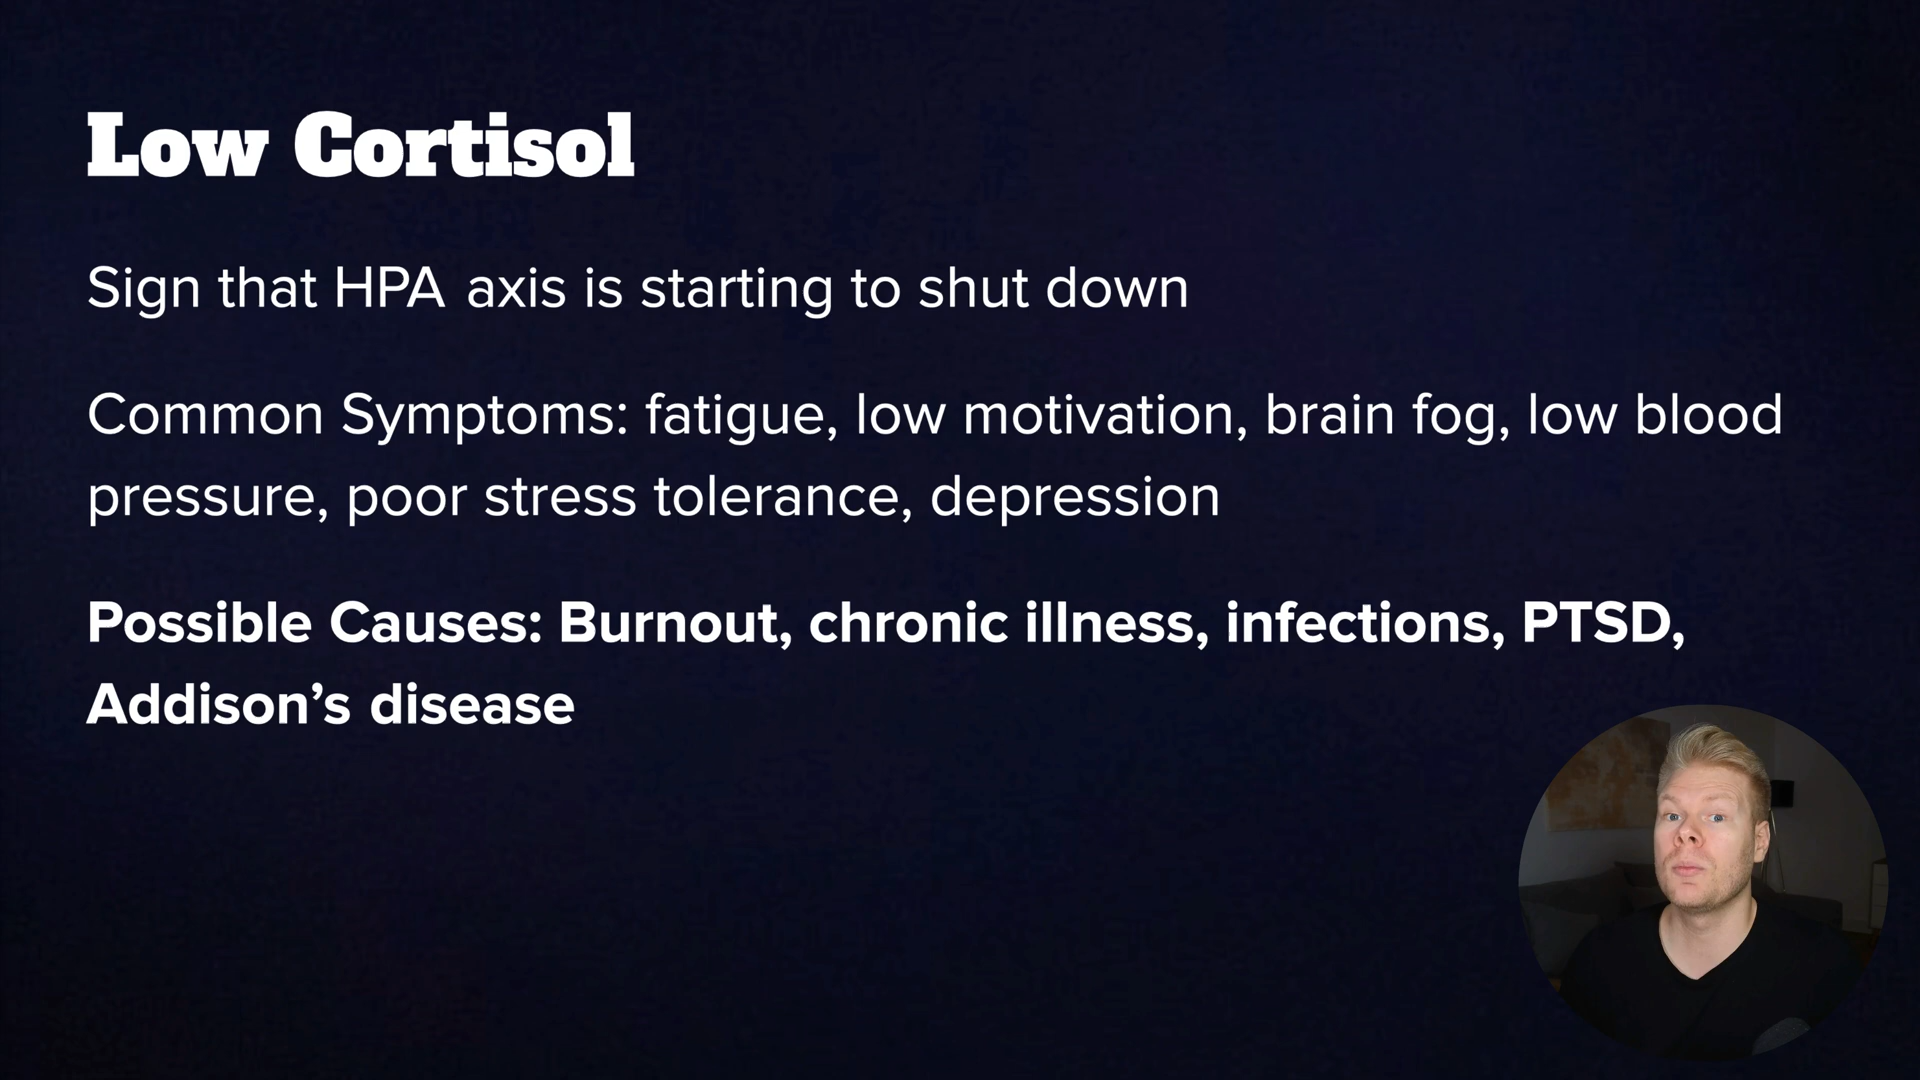 Low Cortisol
Sign that HPA axis is starting to shut down
Common Symptoms: fatigue, low motivation, brain fog, low blood
pressure, poor stress tolerance, depression
Possible Causes: Burnout, chronic illness, infections, PTSD,
Addison’s disease